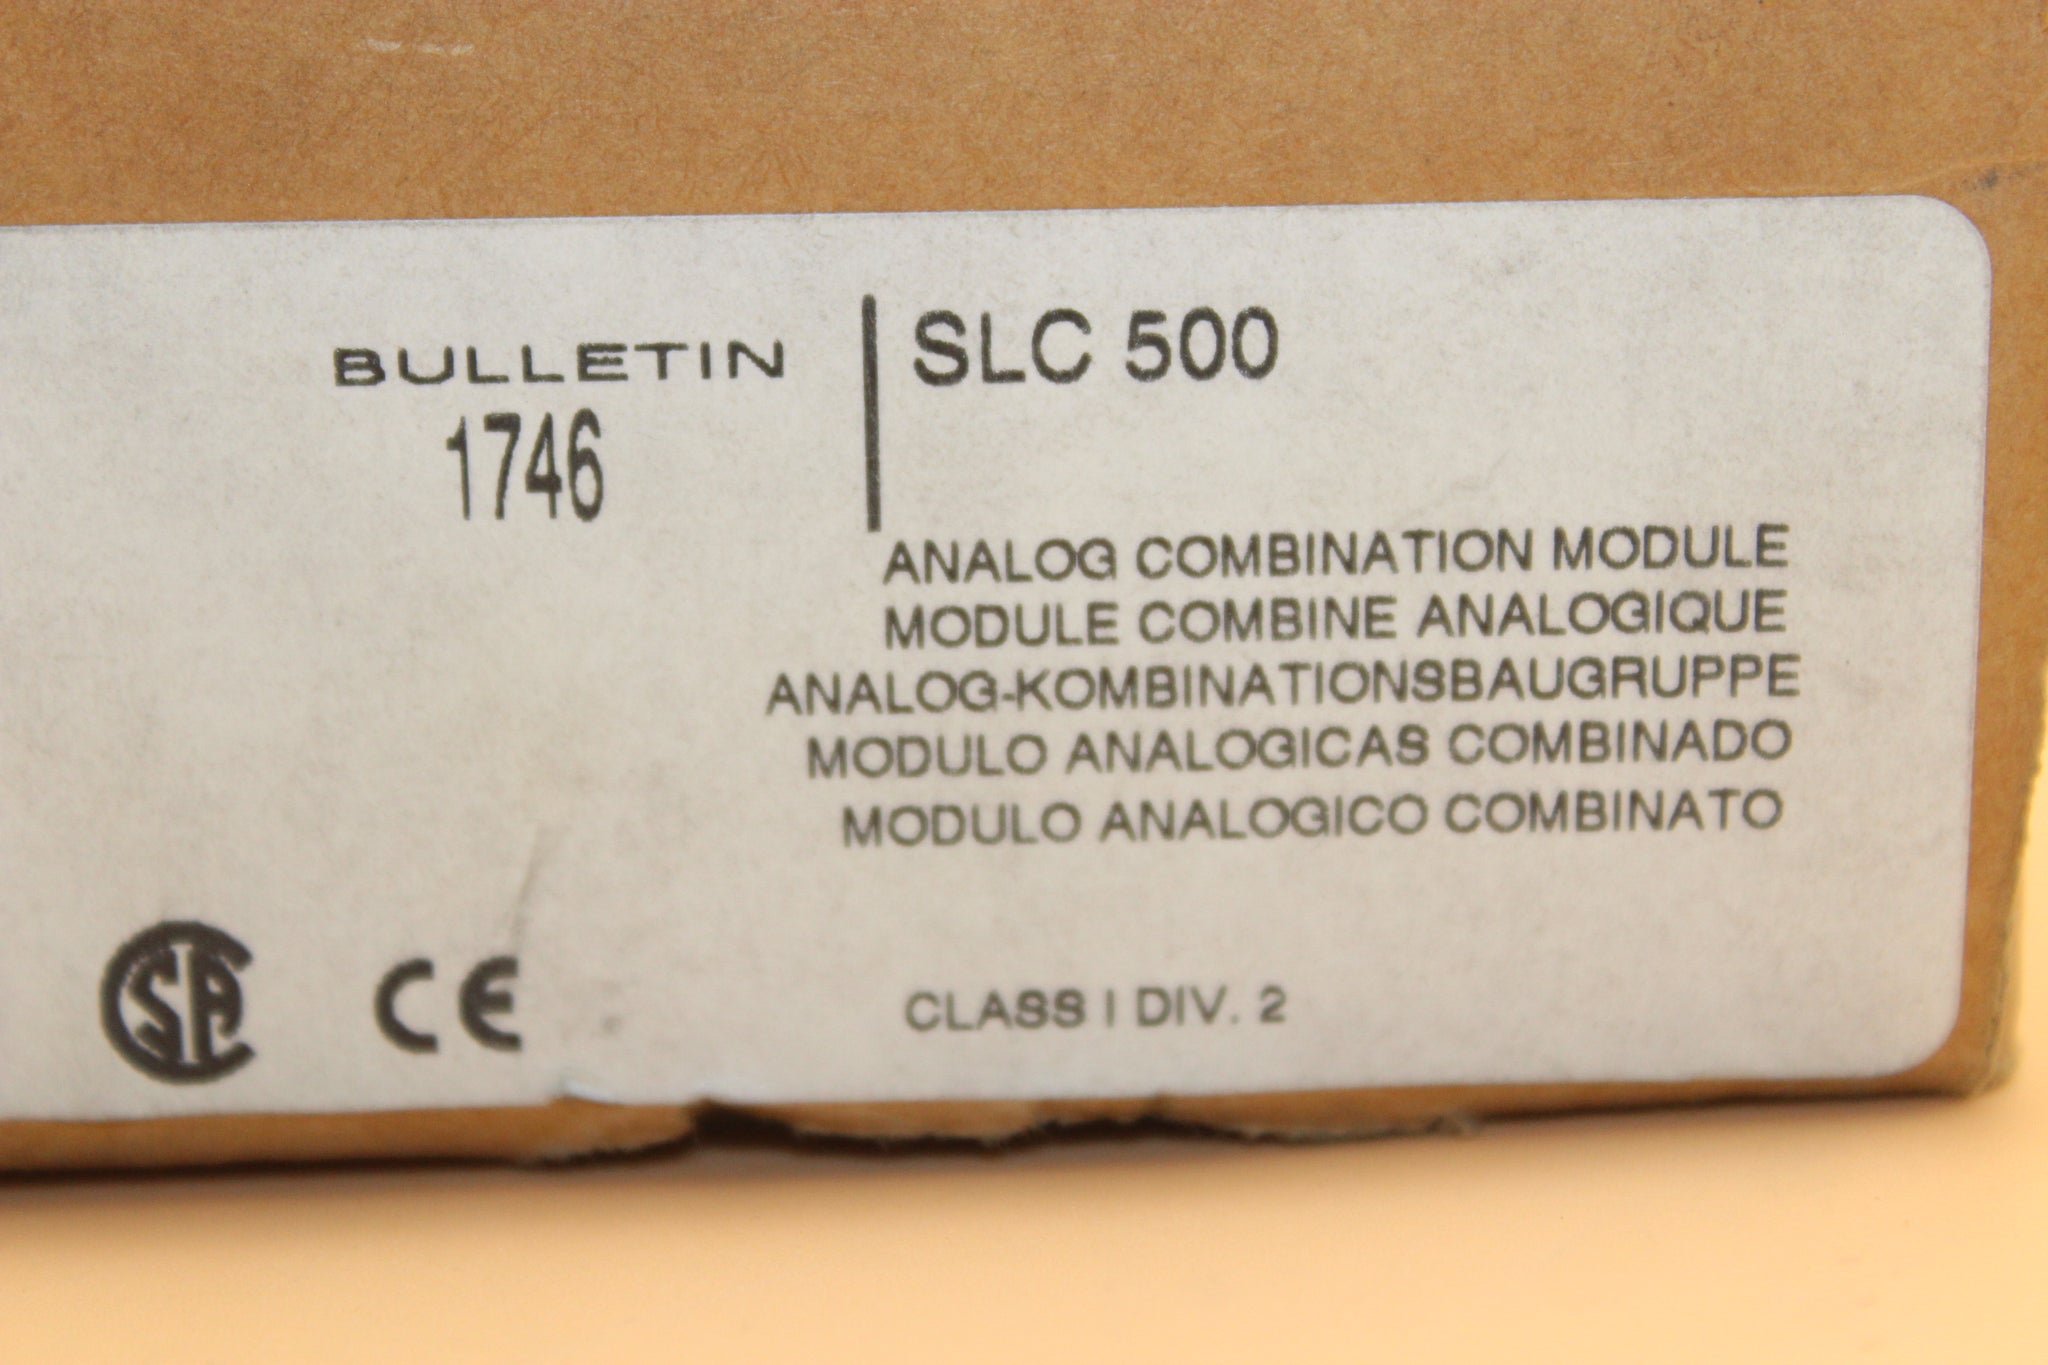 BULLETIN
1746
SLC 500
ANALOG COMBINATION MODULE
MODULE COMBINE ANALOGIQUE
ANALOG-KOMBINATIONSBAUGRUPPE
MODULO ANALOGICAS COMBINADO
MODULO ANALOGICO COMBINATO
CSA
CE
CLASS I DIV. 2